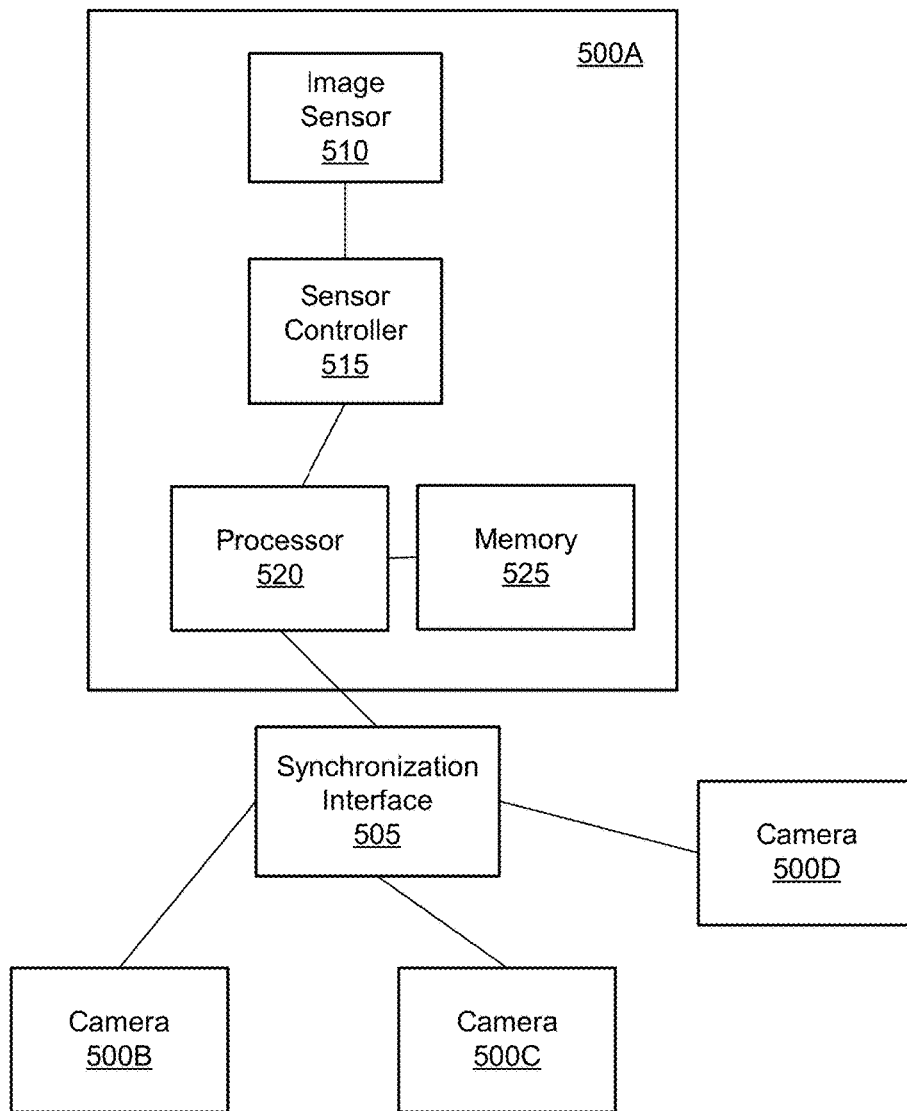 500A
Image
Sensor
510
Sensor
Controller
515
Processor
520
Memory
525
Synchronization
Interface
505
Camera
500D
Camera
500B
Camera
500C